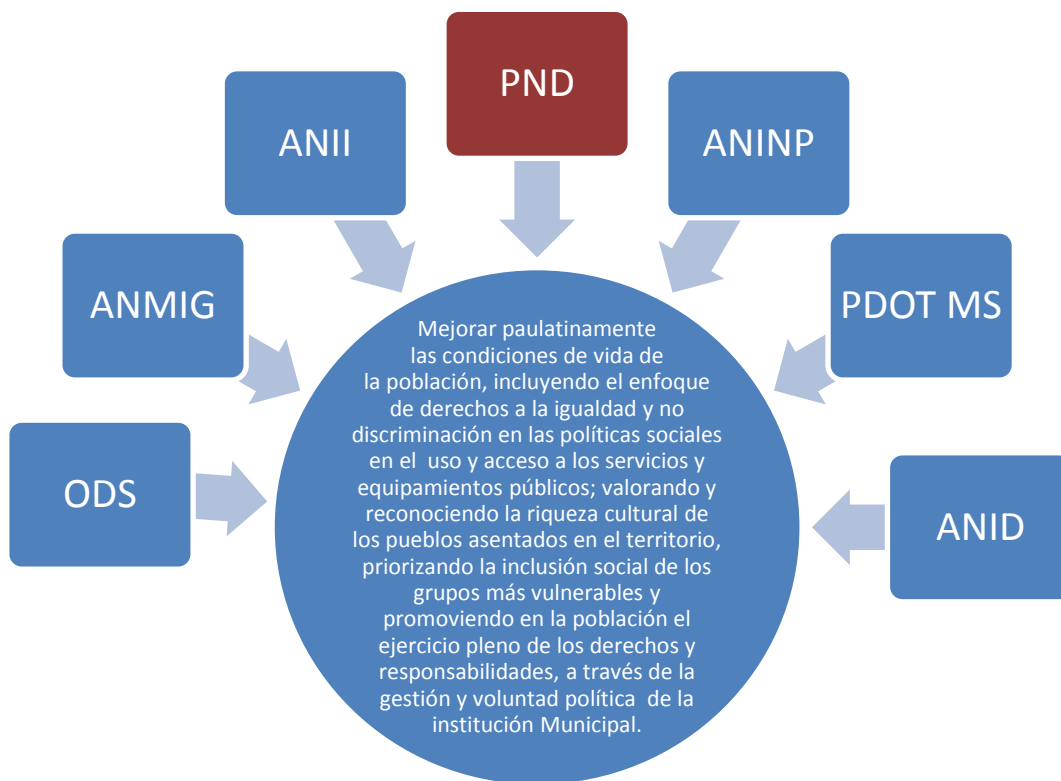 PND
ANII
ANINP
ANMIG
PDOT MS
ODS
ANID
Mejorar paulatinamente
las condiciones de vida de
la población, incluyendo el enfoque
de derechos a la igualdad y no
discriminación en las políticas sociales
en el uso y acceso a los servicios y
equipamientos públicos; valorando y
reconociendo la riqueza cultural de
los pueblos asentados en el territorio,
priorizando la inclusión social de los
grupos más vulnerables y
promoviendo en la población el
ejercicio pleno de los derechos y
responsabilidades, a través de la
gestión y voluntad política de la
institución Municipal.